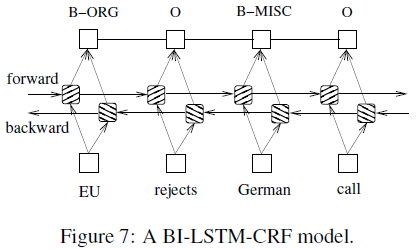 B-ORG O B-MISC O
forward
backward
EU rejects German call
Figure 7: A BI-LSTM-CRF model.